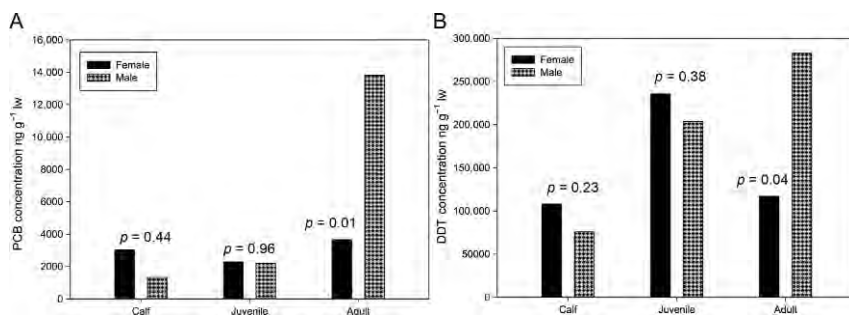 A
PCB concentration ng g⁻¹ lw
16,000
14,000
12,000
10,000
8000
6000
4000
2000
0
Female
Male
p = 0.44
p = 0.96
p = 0.01
Calf
Juvenile
Adult
B
DDT concentration ng g⁻¹ lw
300,000
250,000
200,000
150,000
100,000
50000
0.000
Female
Male
p = 0.23
p = 0.38
p = 0.04
Calf
Juvenile
Adult